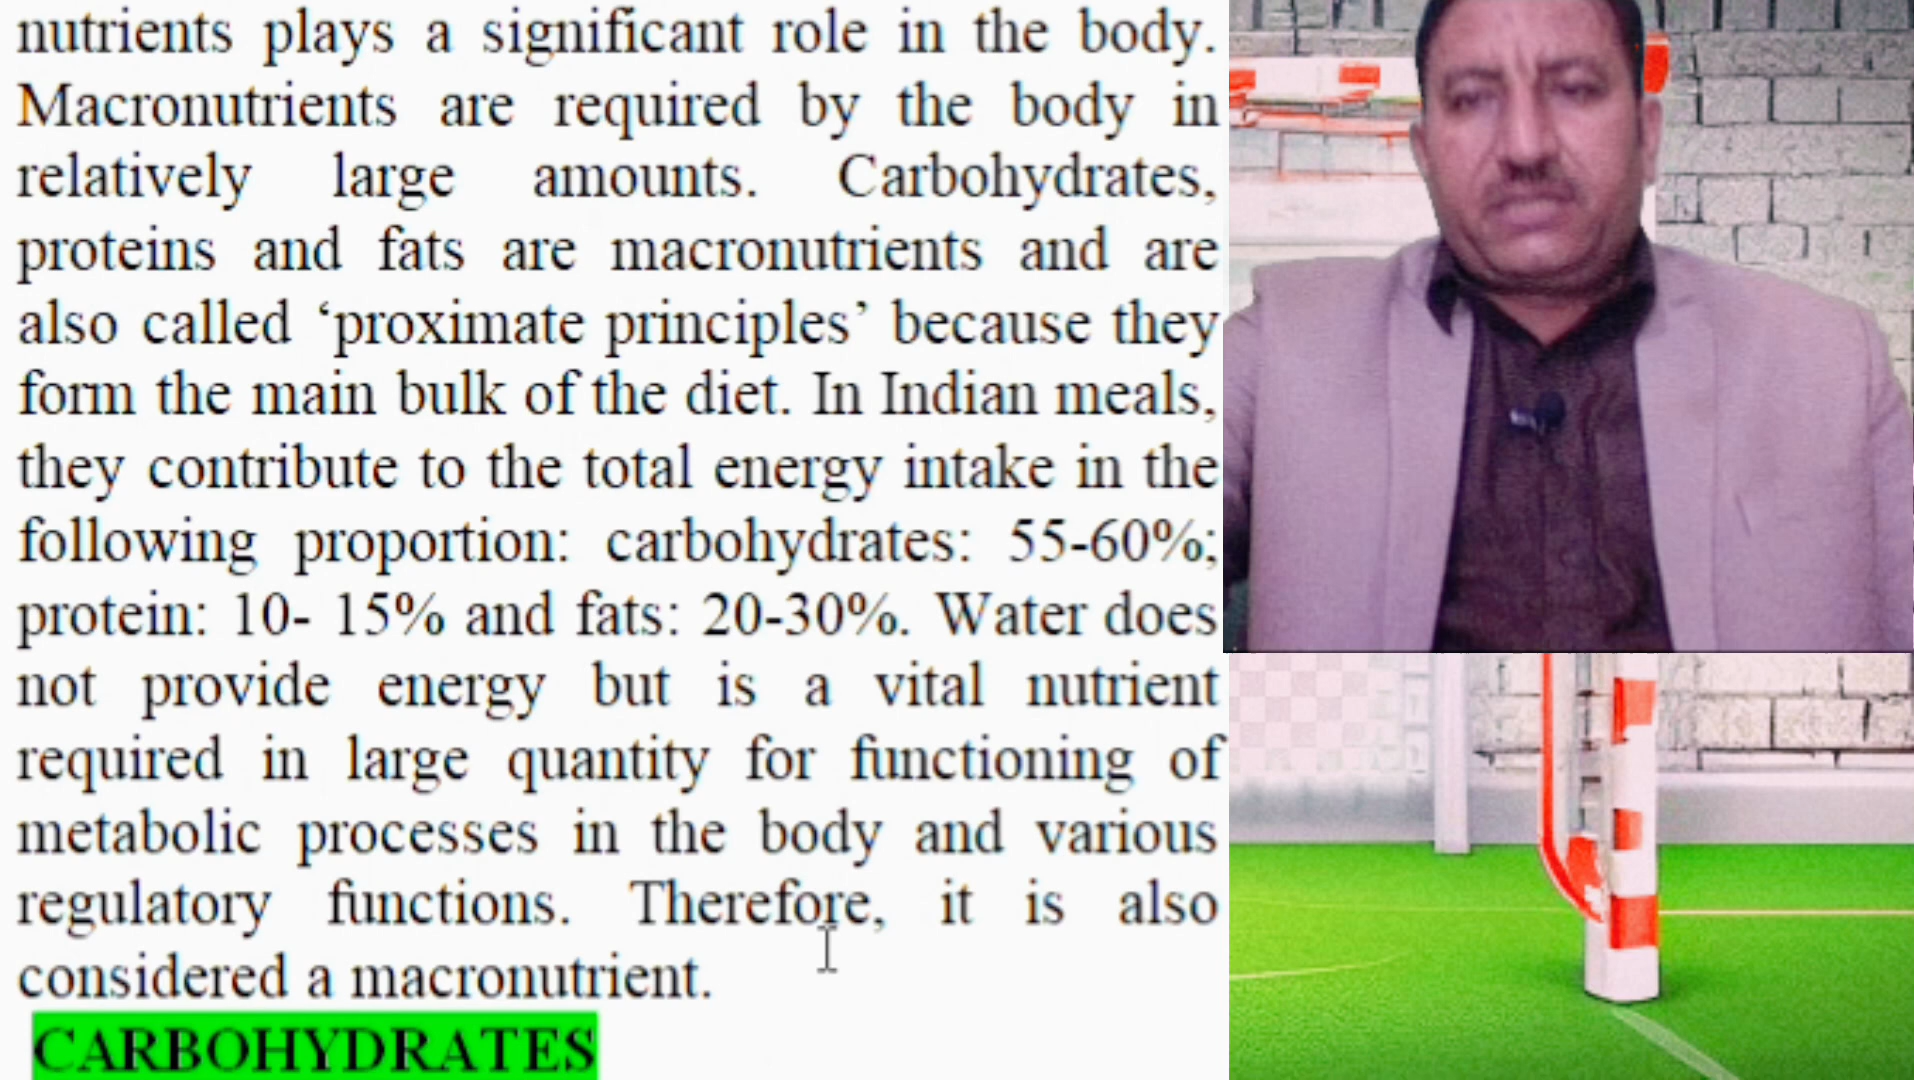 nutrients plays a significant role in the body.
Macronutrients are required by the body in
relatively large amounts. Carbohydrates,
proteins and fats are macronutrients and are
also called ‘proximate principles’ because they
form the main bulk of the diet. In Indian meals,
they contribute to the total energy intake in the
following proportion: carbohydrates: 55-60%;
protein: 10- 15% and fats: 20-30%. Water does
not provide energy but is a vital nutrient
required in large quantity for functioning of
metabolic processes in the body and various
regulatory functions. Therefore, it is also
considered a macronutrient.
CARBOHYDRATES